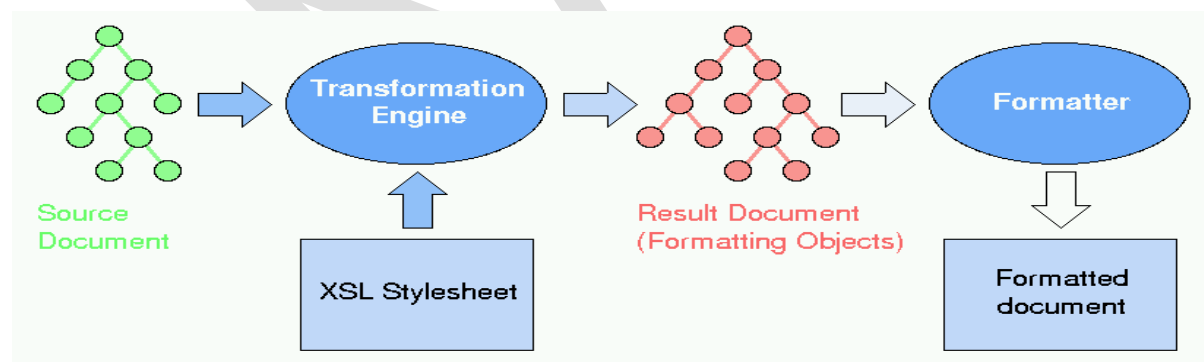 Transformation
Engine
Formatter
Source
Document
Result Document
(Formatting Objects)
XSL Stylesheet
Formatted
document